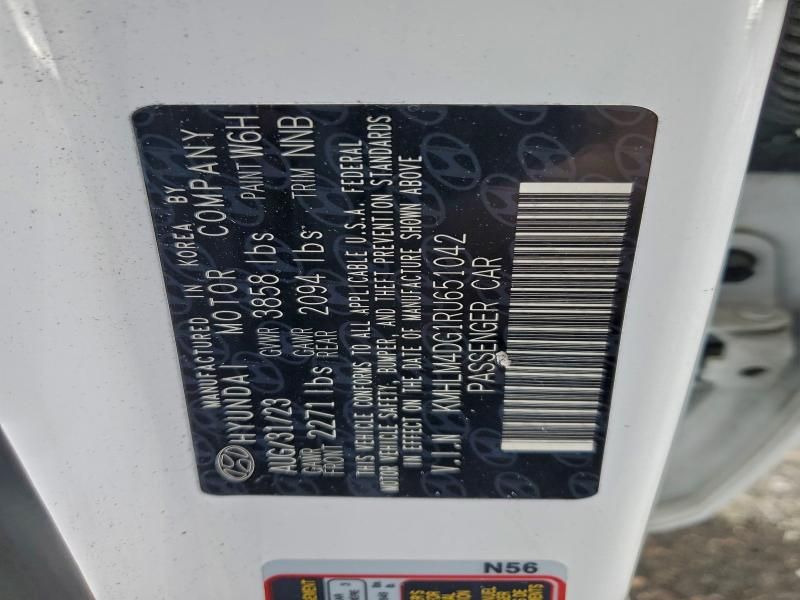 MANUFACTURED IN KOREA BY
HYUNDAI MOTOR COMPANY
AUG/31/23 GVWR 3858 lbs PAINT W6H
GAWR FRONT 2271 lbs GAWR REAR 2094 lbs TRIM NNB
THIS VEHICLE CONFORMS TO ALL APPLICABLE U.S.A. FEDERAL
MOTOR VEHICLE SAFETY, BUMPER, AND THEFT PREVENTION STANDARDS
IN EFFECT ON THE DATE OF MANUFACTURE SHOWN ABOVE
V.I.N KMHLM4DG1RU651042
PASSENGER CAR
N56